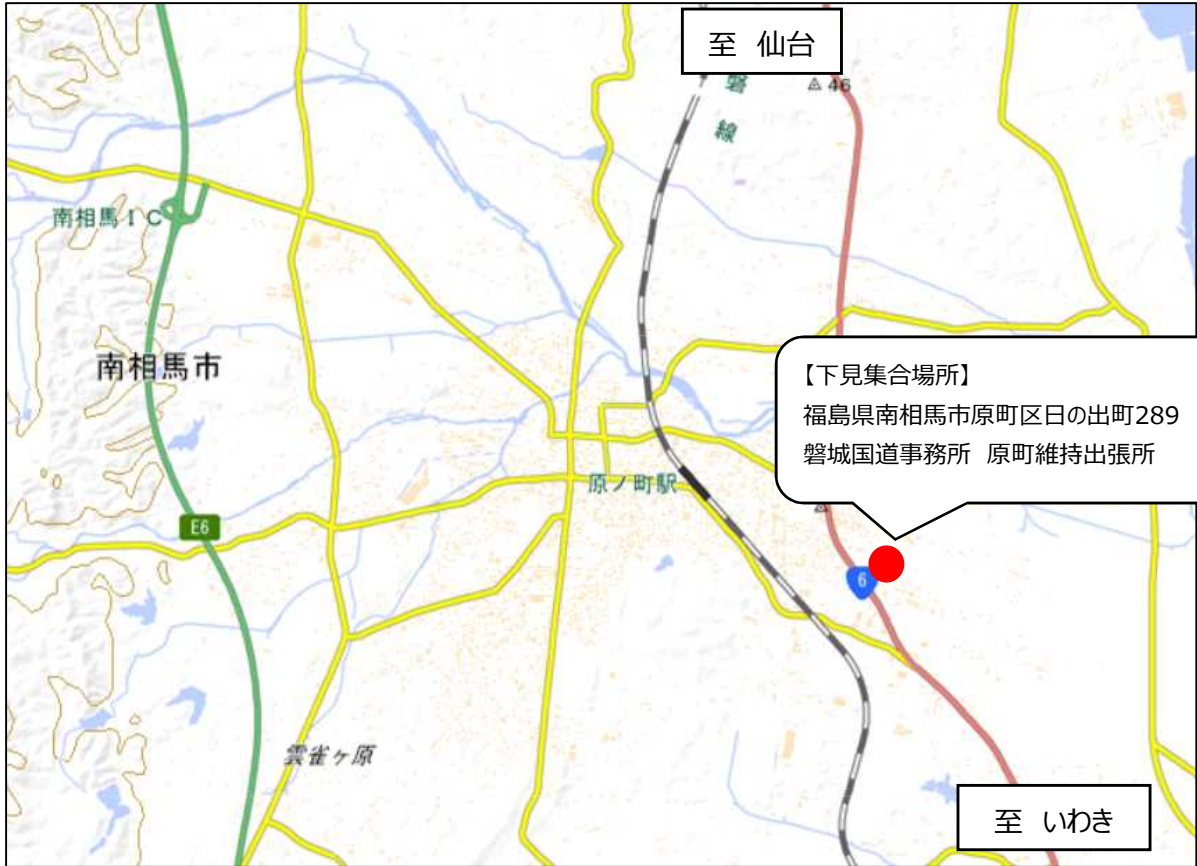 至 仙台
46
磐
線
南相馬IC
南相馬市
【下見集合場所】
福島県南相馬市原町区日の出町289
磐城国道事務所 原町維持出張所
原ノ町駅
E6
6
雲雀ヶ原
至 いわき